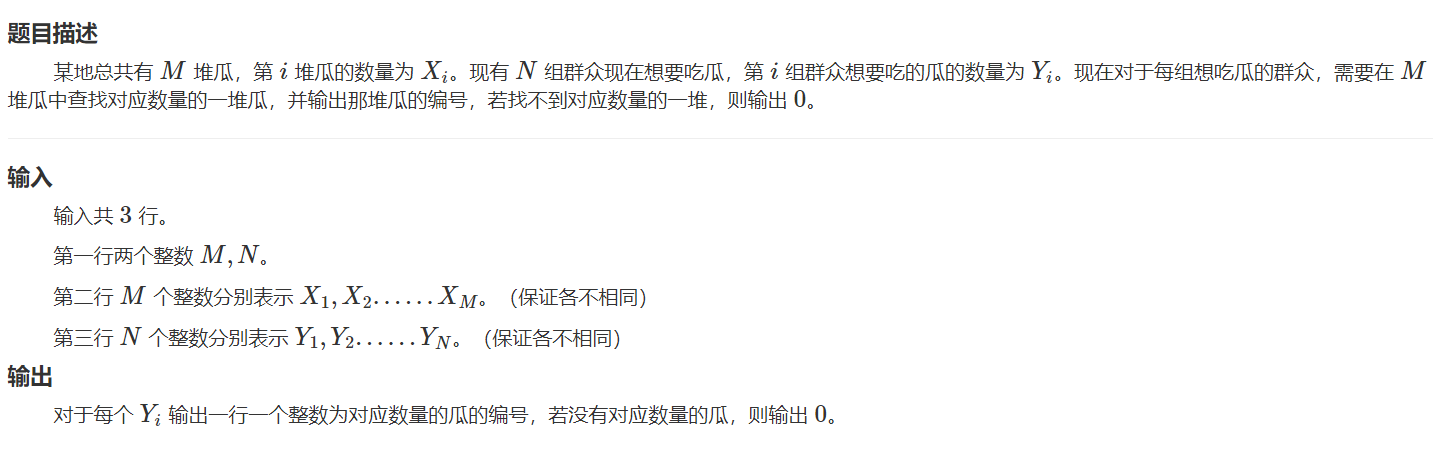 题目描述
某地总共有 M 堆瓜，第 i 堆瓜的数量为 Xᵢ。现有 N 组群众现在想要吃瓜，第 i 组群众想要吃的瓜的数量为 Yᵢ。现在对于每组想吃瓜的群众，需要在 M
堆瓜中查找对应数量的一堆瓜，并输出那堆瓜的编号，若找不到对应数量的一堆，则输出 0。
输入
输入共 3 行。
第一行两个整数 M, N。
第二行 M 个整数分别表示 X₁, X₂......X_M。（保证各不相同）
第三行 N 个整数分别表示 Y₁, Y₂......Y_N。（保证各不相同）
输出
对于每个 Yᵢ 输出一行一个整数为对应数量的瓜的编号，若没有对应数量的瓜，则输出 0。